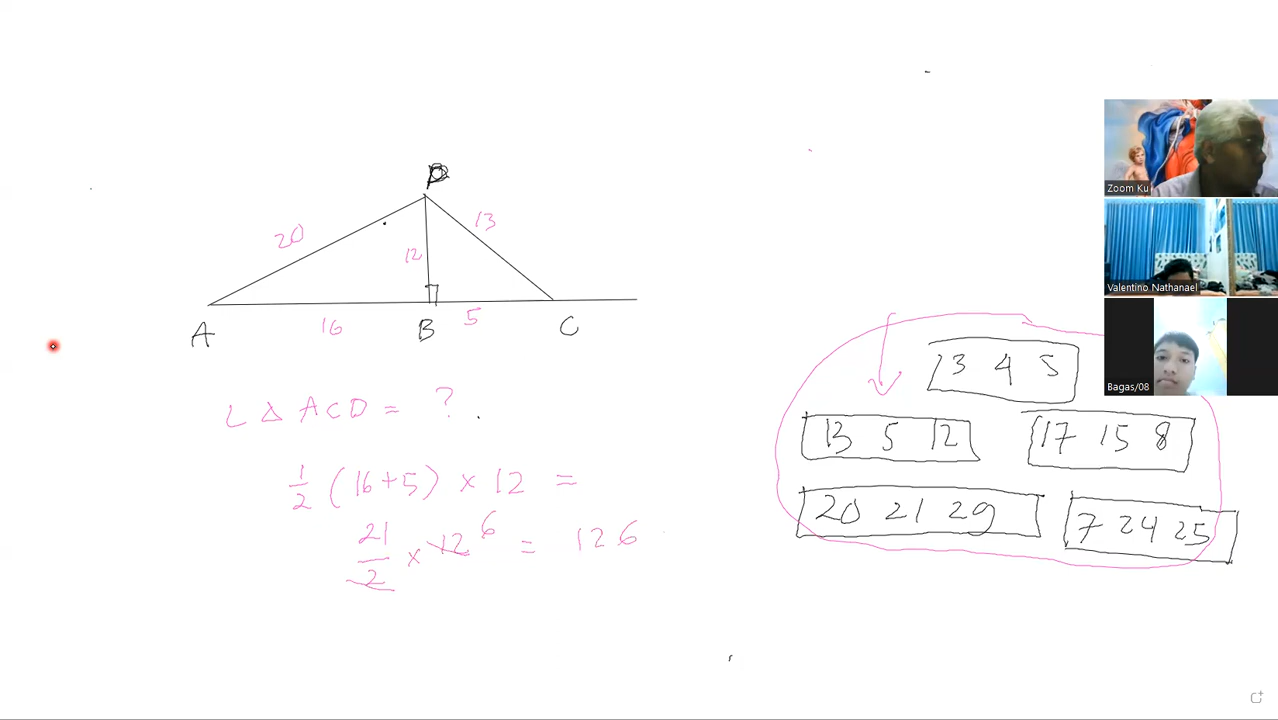 D
20
13
12
16
5
A
B
C
L Δ ACD = ?
1/2 (16+5) × 12 =
21/2 × 12 6 = 126
3 4 5
13 5 12
17 15 8
20 21 29
7 24 25
Zoom Ku
Valentino Nathanael
Bagas/08